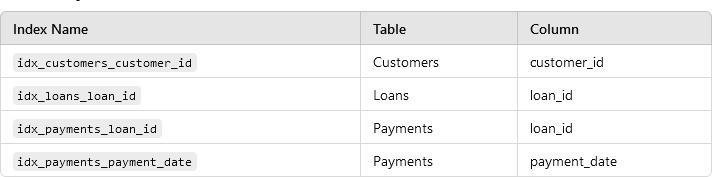 Index Name Table Column
idx_customers_customer_id Customers customer_id
idx_loans_loan_id Loans loan_id
idx_payments_loan_id Payments loan_id
idx_payments_payment_date Payments payment_date